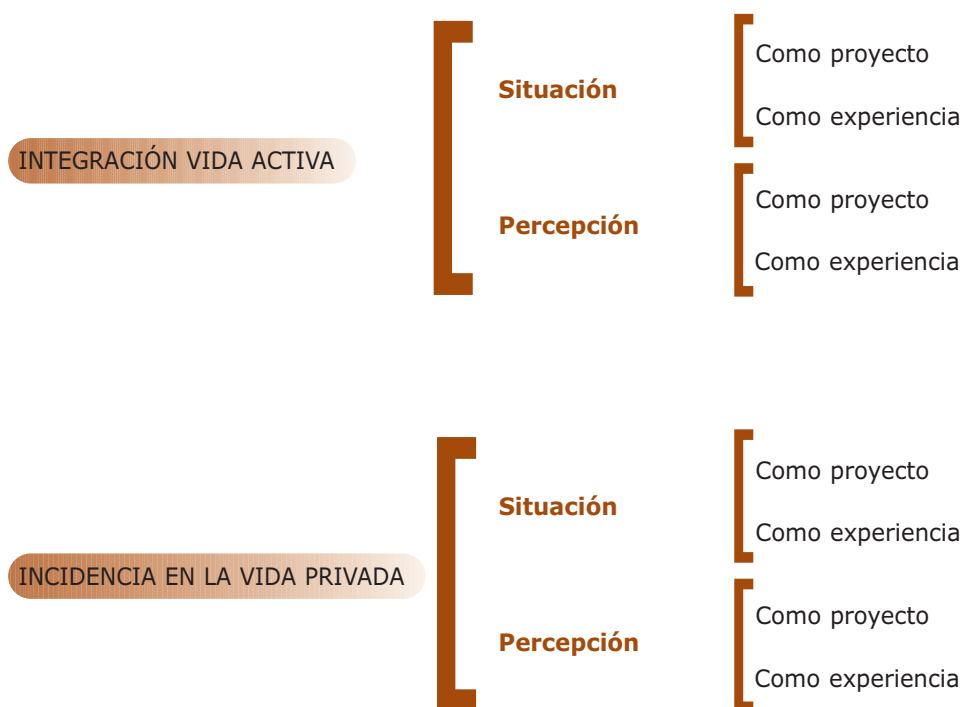 INTEGRACIÓN VIDA ACTIVA
Situación
Como proyecto
Como experiencia
Percepción
Como proyecto
Como experiencia
INCIDENCIA EN LA VIDA PRIVADA
Situación
Como proyecto
Como experiencia
Percepción
Como proyecto
Como experiencia